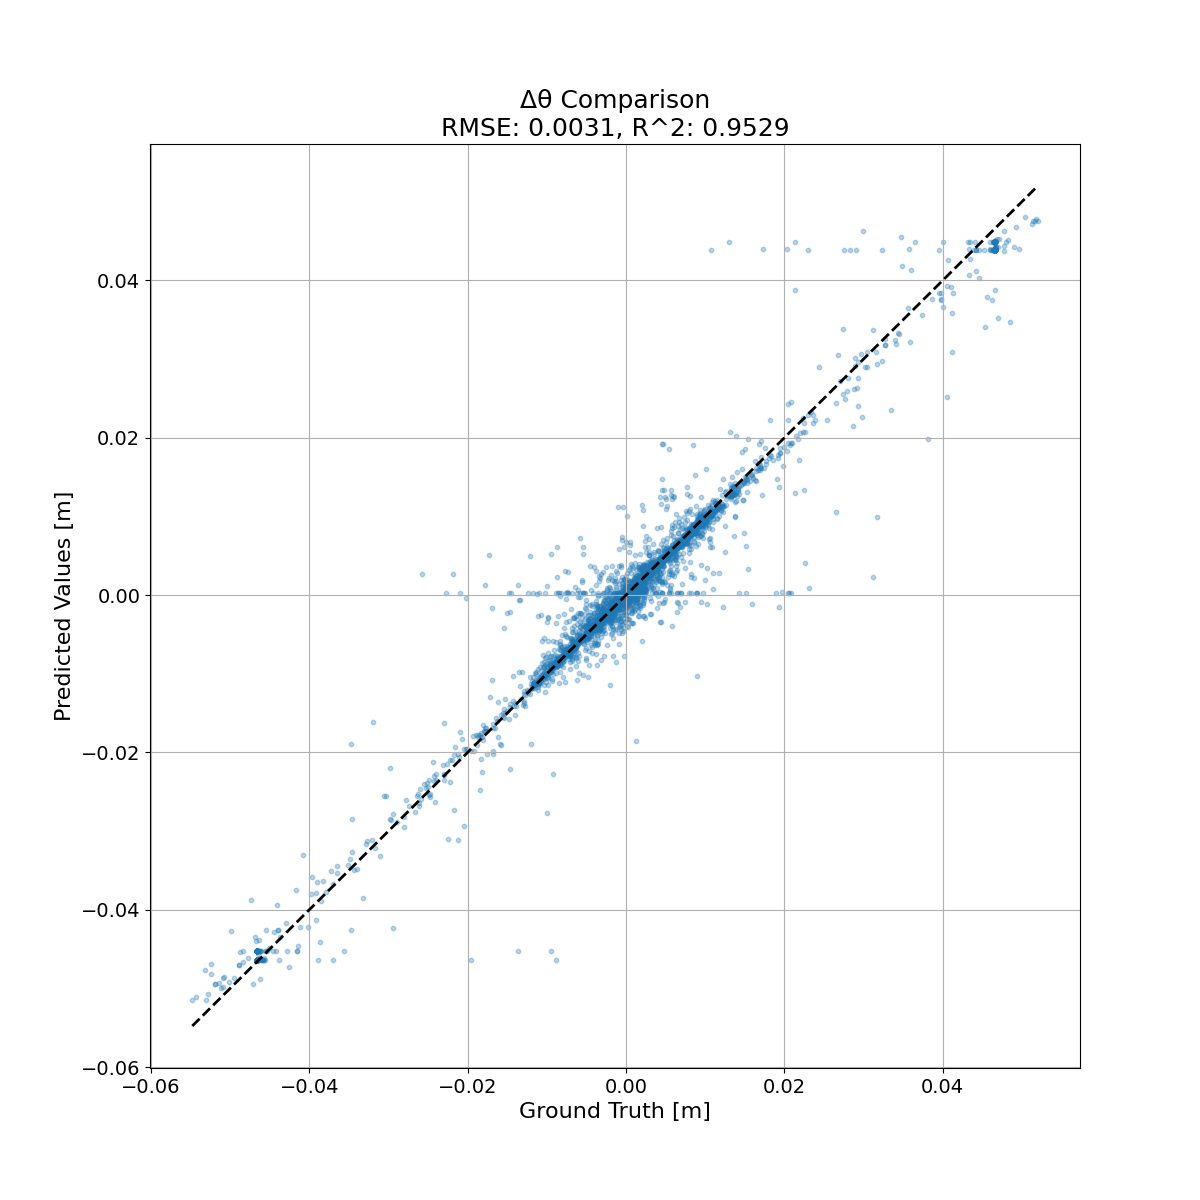 Δθ Comparison
RMSE: 0.0031, R^2: 0.9529
Predicted Values [m]
0.04
0.02
0.00
−0.02
−0.04
−0.06
−0.06 −0.04 −0.02 0.00 0.02 0.04
Ground Truth [m]